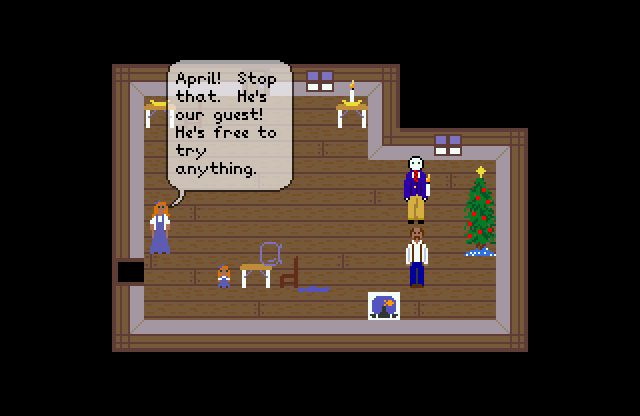 April! Stop
that. He's
our guest!
He's free to
try
anything.